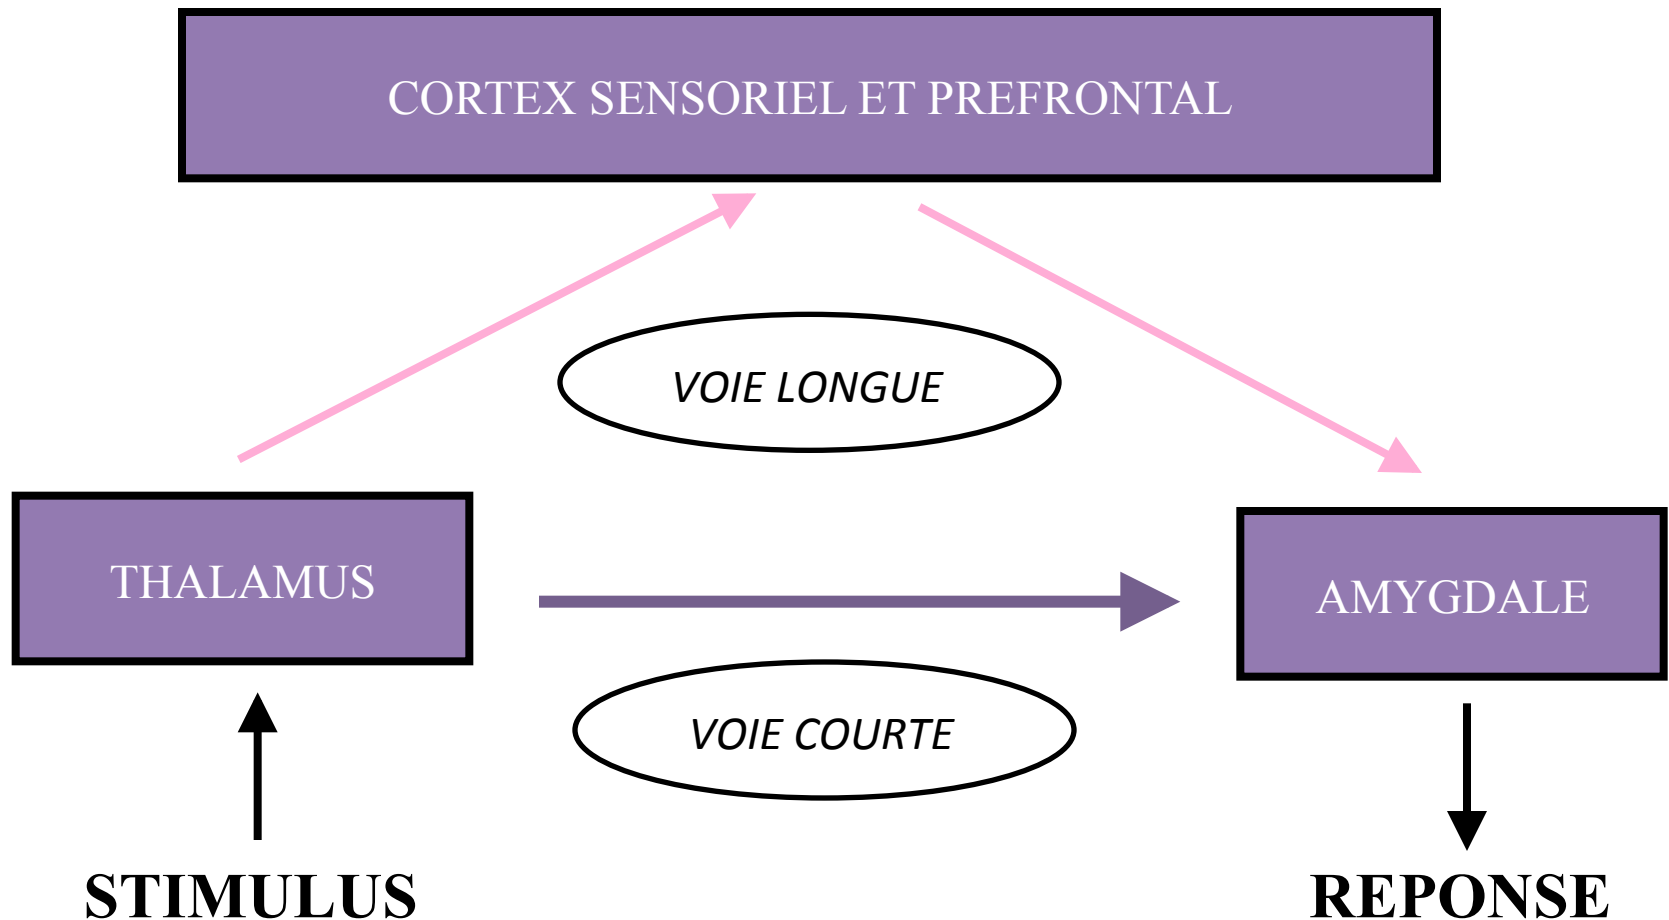 CORTEX SENSORIEL ET PREFRONTAL
VOIE LONGUE
THALAMUS
AMYGDALE
VOIE COURTE
STIMULUS
REPONSE